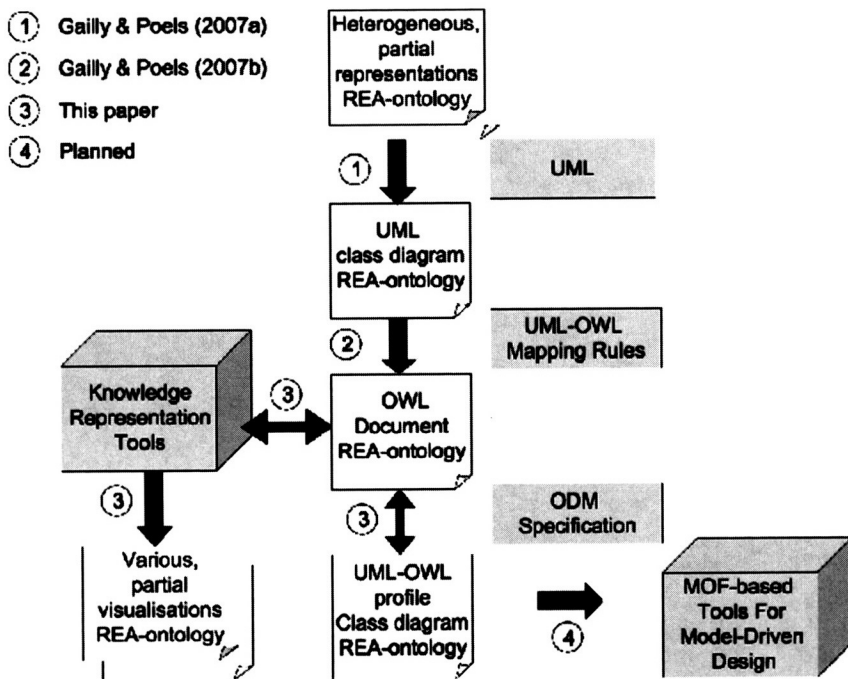 1 Gailly & Poels (2007a)
2 Gailly & Poels (2007b)
3 This paper
4 Planned
Heterogeneous,
partial
representations
REA-ontology
1
UML
UML
class diagram
REA-ontology
2
UML-OWL
Mapping Rules
Knowledge
Representation
Tools
3
OWL
Document
REA-ontology
3
3
ODM
Specification
Various,
partial
visualisations
REA-ontology
UML-OWL
profile
Class diagram
REA-ontology
4
MOF-based
Tools For
Model-Driven
Design